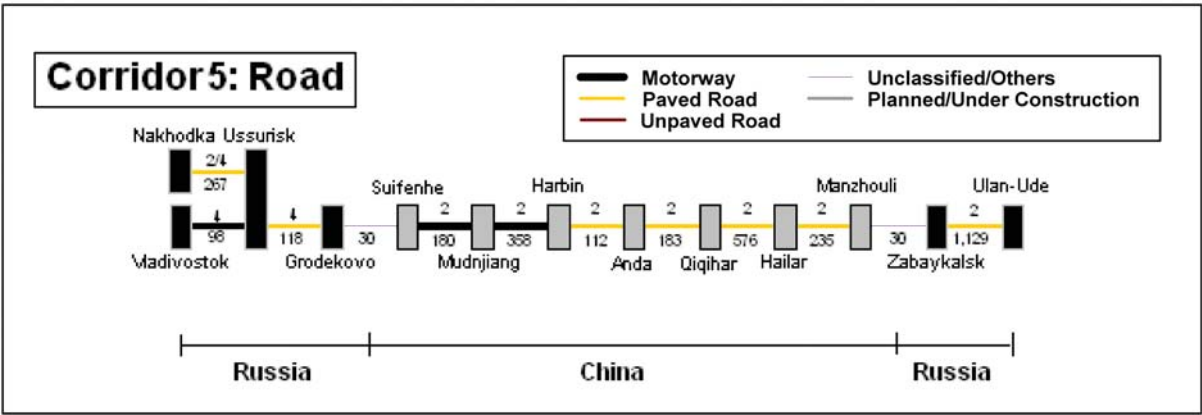 Corridor 5: Road
Motorway
Paved Road
Unpaved Road
Unclassified/Others
Planned/Under Construction
Nakhodka Ussurisk
2/4
267
4
98
Vladivostok
4
118
Grodekovo
30
Suifenhe
2
180
Mudnjiang
2
358
Harbin
2
112
Anda
2
183
Qiqihar
2
576
Hailar
2
235
Manzhouli
30
Zabaykalsk
2
1,129
Ulan-Ude
Russia
China
Russia